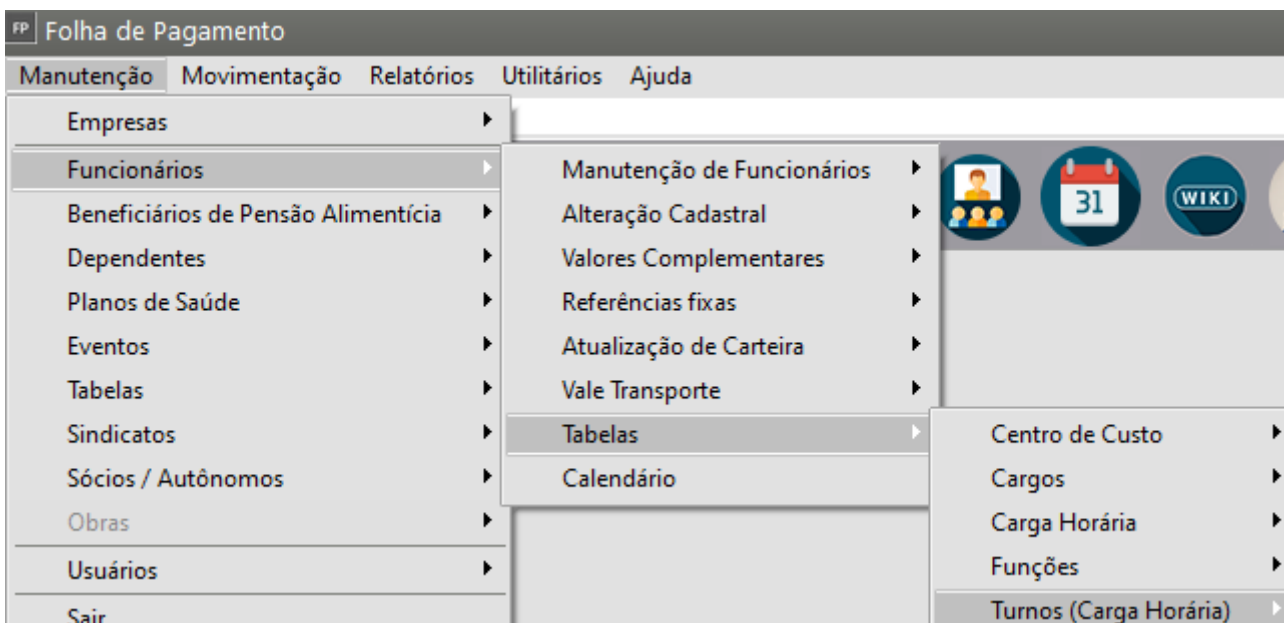 FP Folha de Pagamento
Manutenção Movimentação Relatórios Utilitários Ajuda
Empresas
Funcionários
Beneficiários de Pensão Alimentícia
Dependentes
Planos de Saúde
Eventos
Tabelas
Sindicatos
Sócios / Autônomos
Obras
Usuários
Sair
Manutenção de Funcionários
Alteração Cadastral
Valores Complementares
Referências fixas
Atualização de Carteira
Vale Transporte
Tabelas
Calendário
31
WIKI
Centro de Custo
Cargos
Carga Horária
Funções
Turnos (Carga Horária)